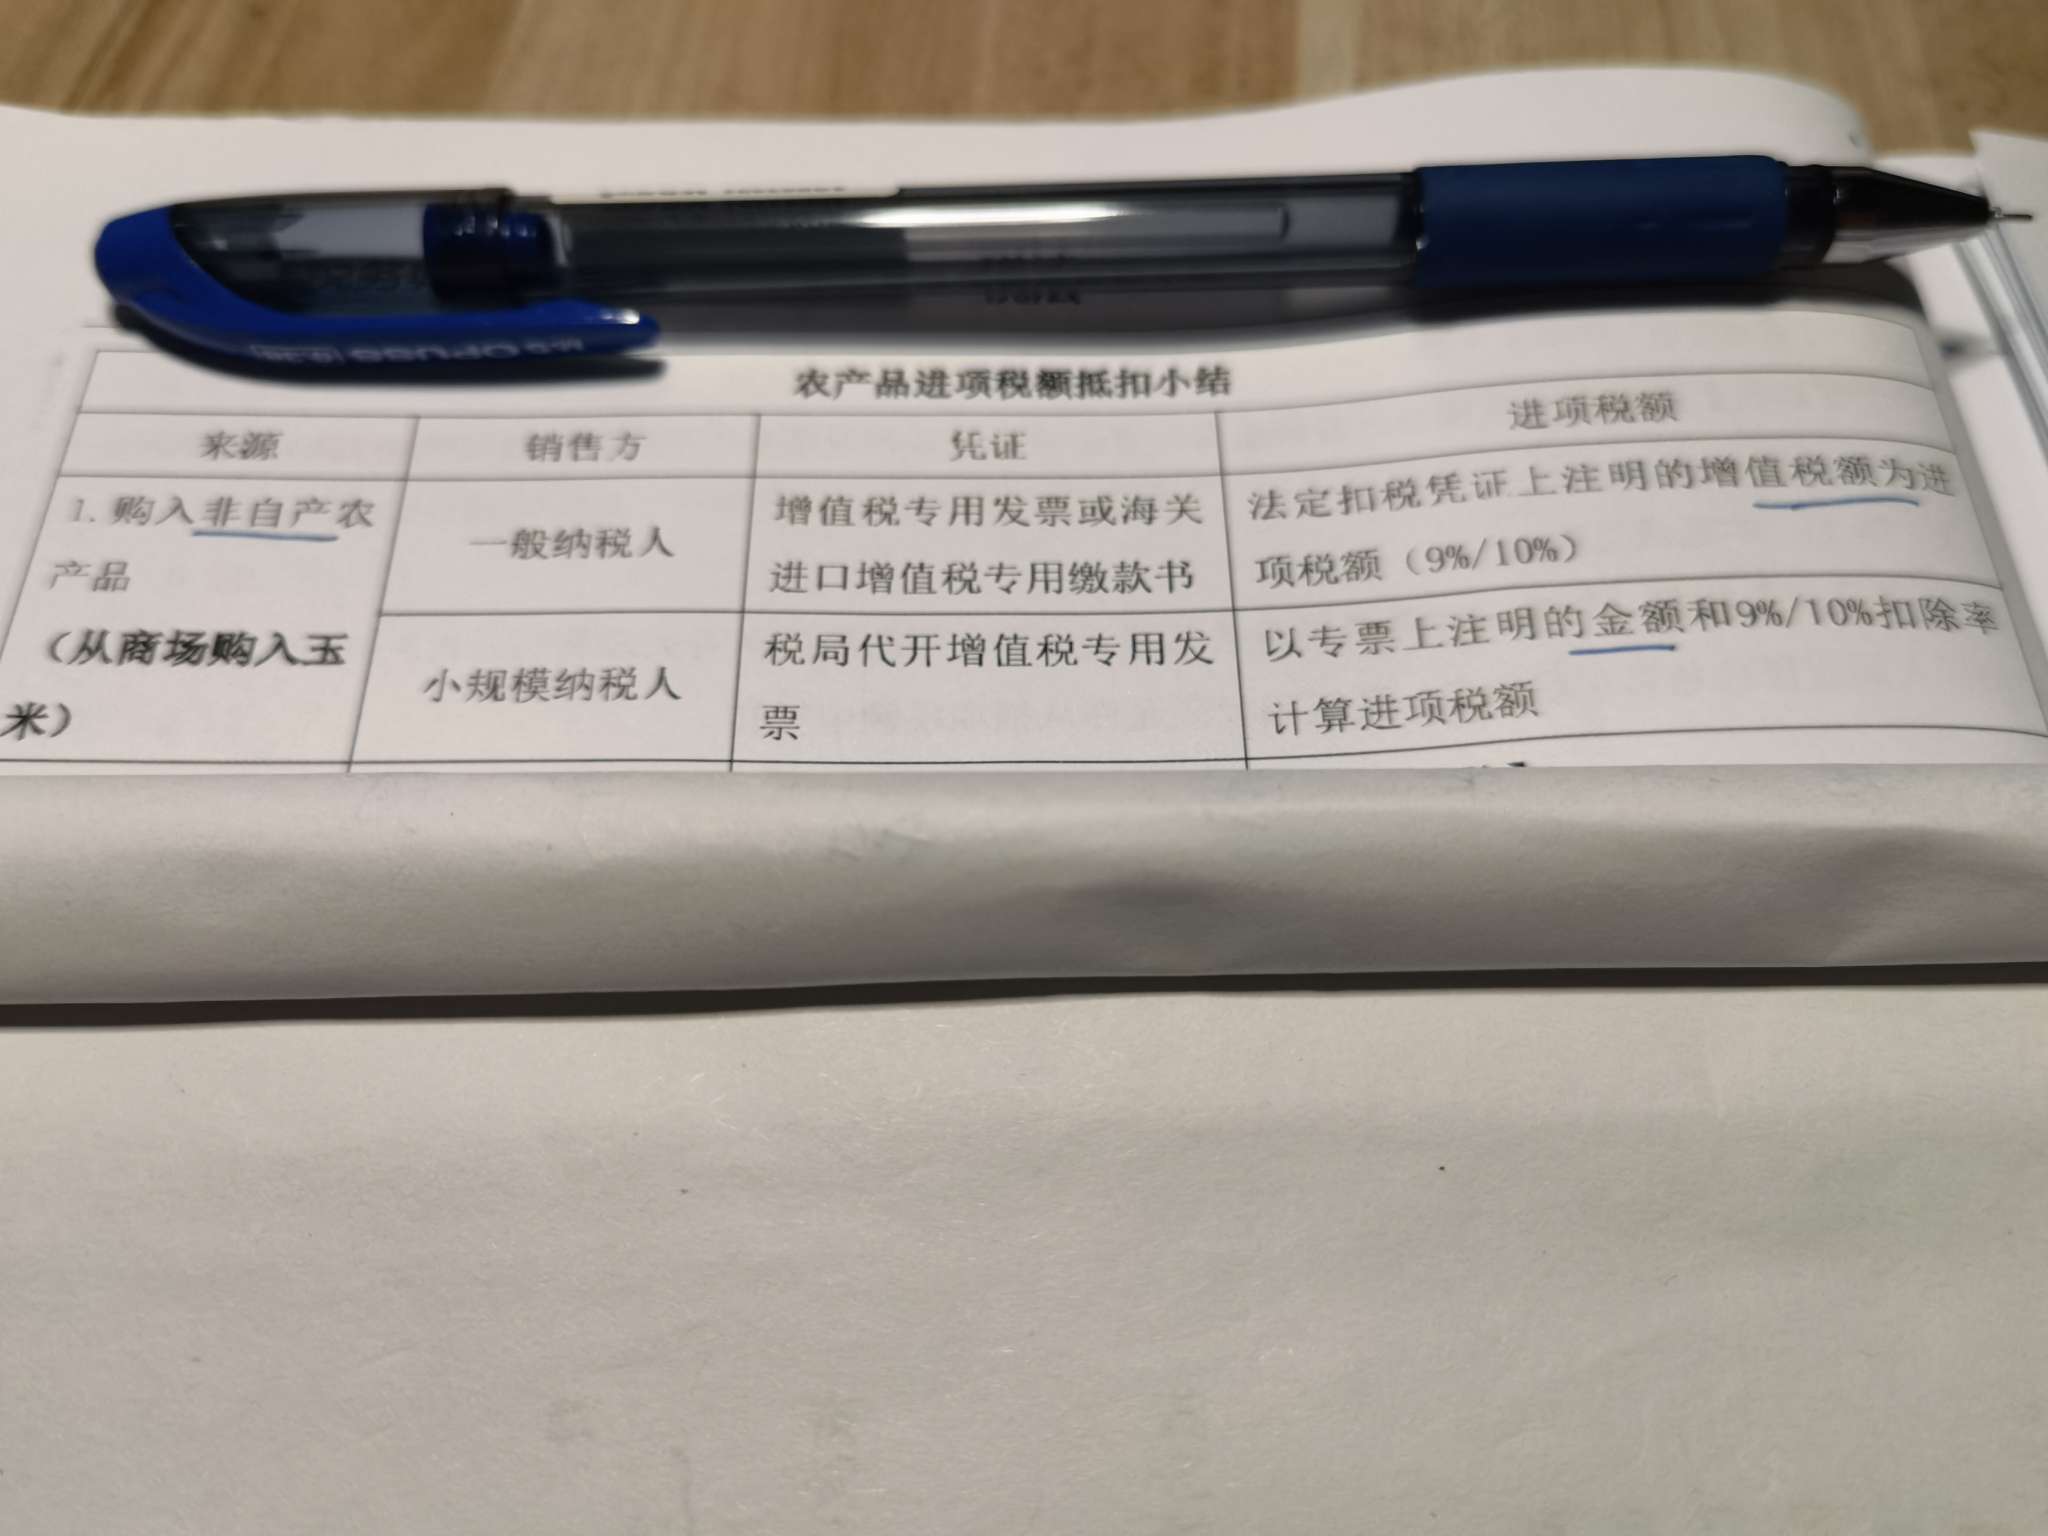 农产品进项税额抵扣小结
来源 销售方 凭证 进项税额
1.购入非自产农
产品
（从商场购入玉
米）
一般纳税人
增值税专用发票或海关
进口增值税专用缴款书
法定扣税凭证上注明的增值税额为进
项税额（9%/10%）
小规模纳税人
税局代开增值税专用发
票
以专票上注明的金额和9%/10%扣除率
计算进项税额